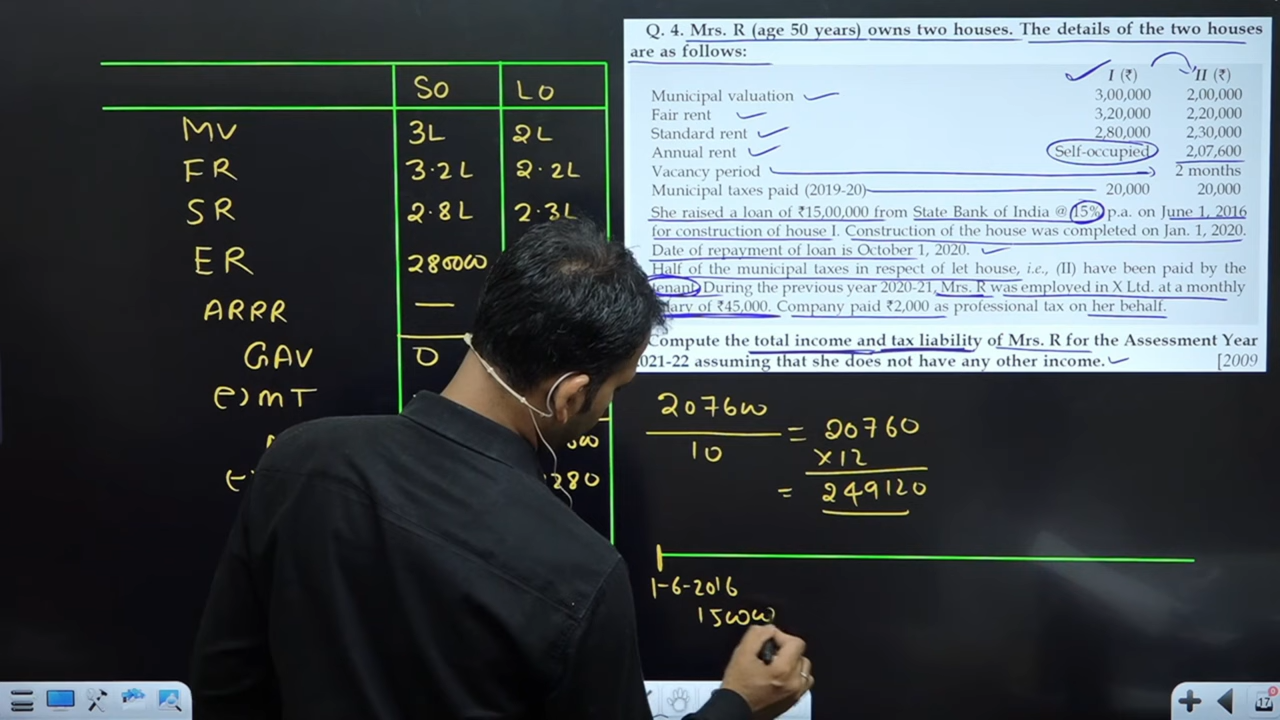 SO LO
MV 3L 2L
FR 3.2L 2.2L
SR 2.8L 2.3L
ER 280000
ARRR —
GAV 0
(-) MT
280
Q. 4. Mrs. R (age 50 years) owns two houses. The details of the two houses
are as follows:
I (₹) II (₹)
Municipal valuation 3,00,000 2,00,000
Fair rent 3,20,000 2,20,000
Standard rent 2,80,000 2,30,000
Annual rent Self-occupied 2,07,600
Vacancy period 2 months
Municipal taxes paid (2019-20) 20,000 20,000
She raised a loan of ₹15,00,000 from State Bank of India @ 15% p.a. on June 1, 2016
for construction of house I. Construction of the house was completed on Jan. 1, 2020.
Date of repayment of loan is October 1, 2020.
Half of the municipal taxes in respect of let house, i.e., (II) have been paid by the
tenant. During the previous year 2020-21, Mrs. R was employed in X Ltd. at a monthly
of ₹45,000. Company paid ₹2,000 as professional tax on her behalf.
Compute the total income and tax liability of Mrs. R for the Assessment Year
2021-22 assuming that she does not have any other income. [2009
207600
10
= 20760
×12
= 249120
1-6-2016
150000
17